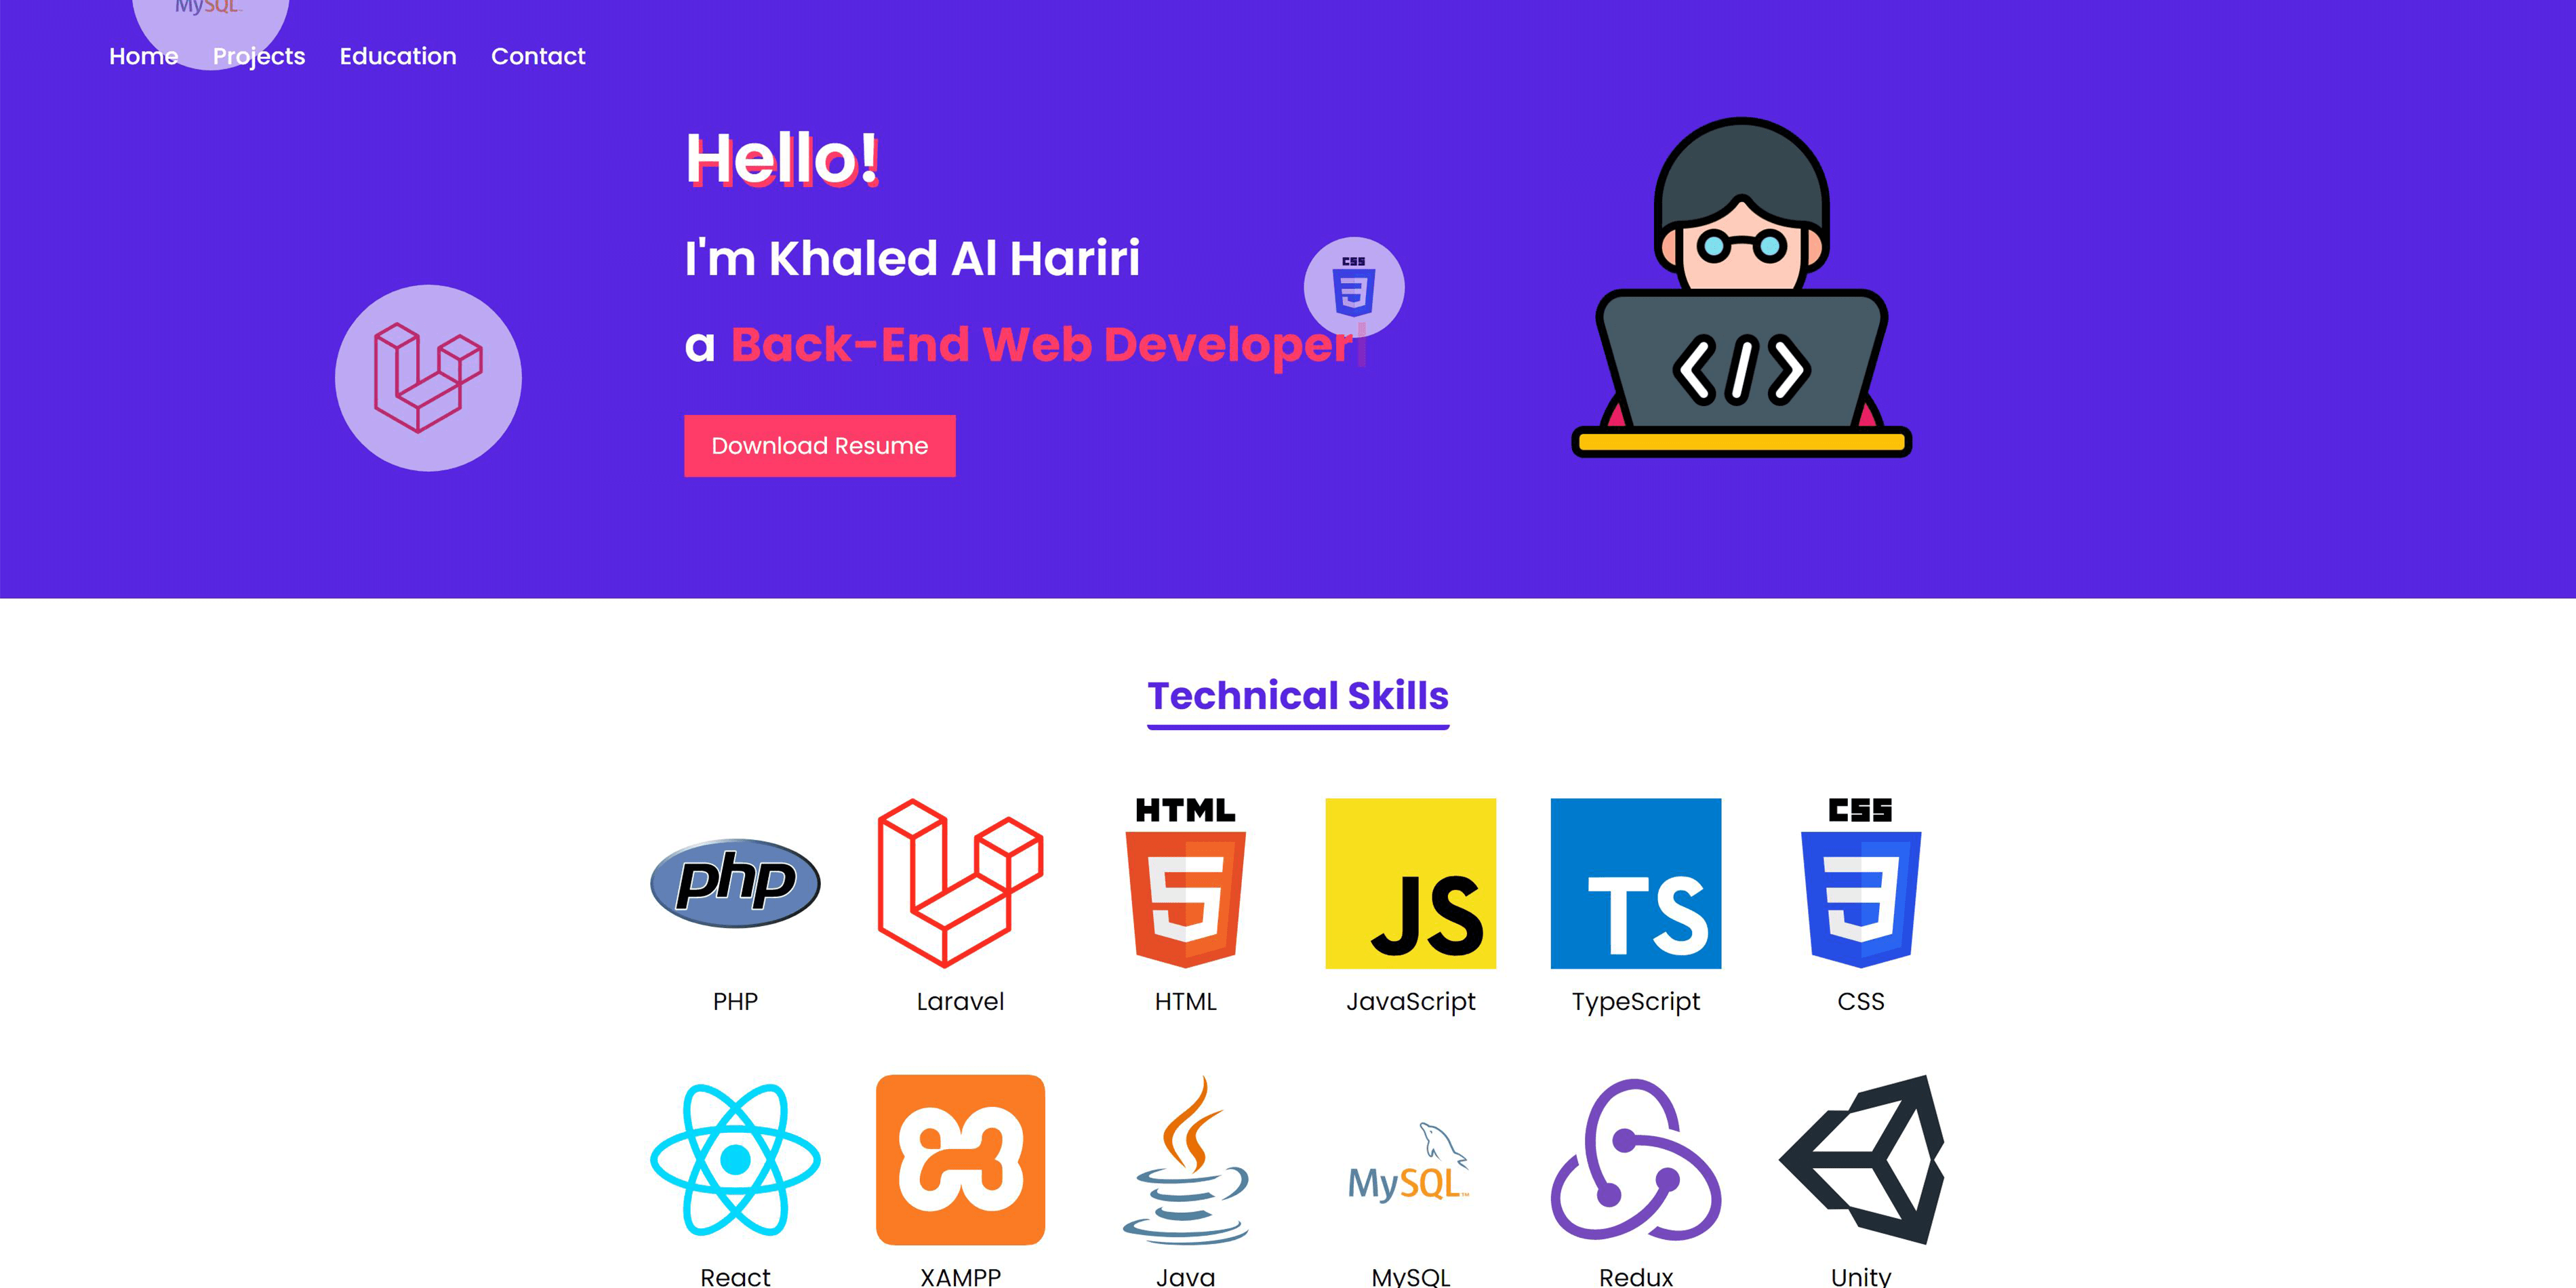 MySQL
Home Projects Education Contact
Hello!
I'm Khaled Al Hariri
CSS
a Back-End Web Developer
</>
Download Resume
Technical Skills
php HTML JS TS CSS
PHP Laravel HTML JavaScript TypeScript CSS
MySQL™
React XAMPP Java MySQL Redux Unity